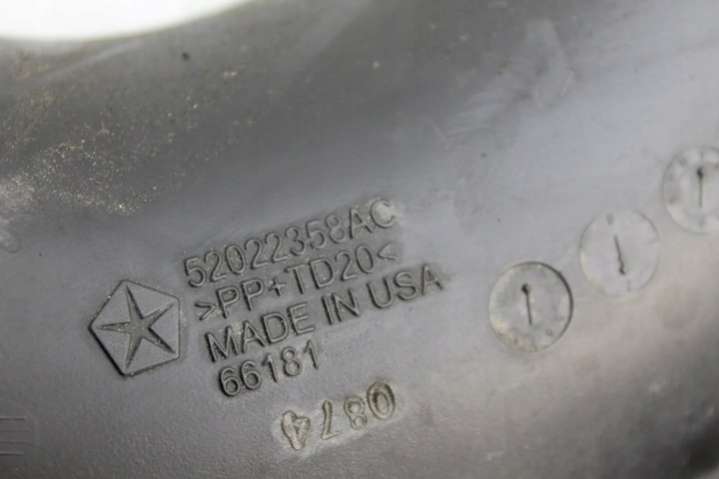 52022358AC
>PP+TD20<
MADE IN USA
66181
0874